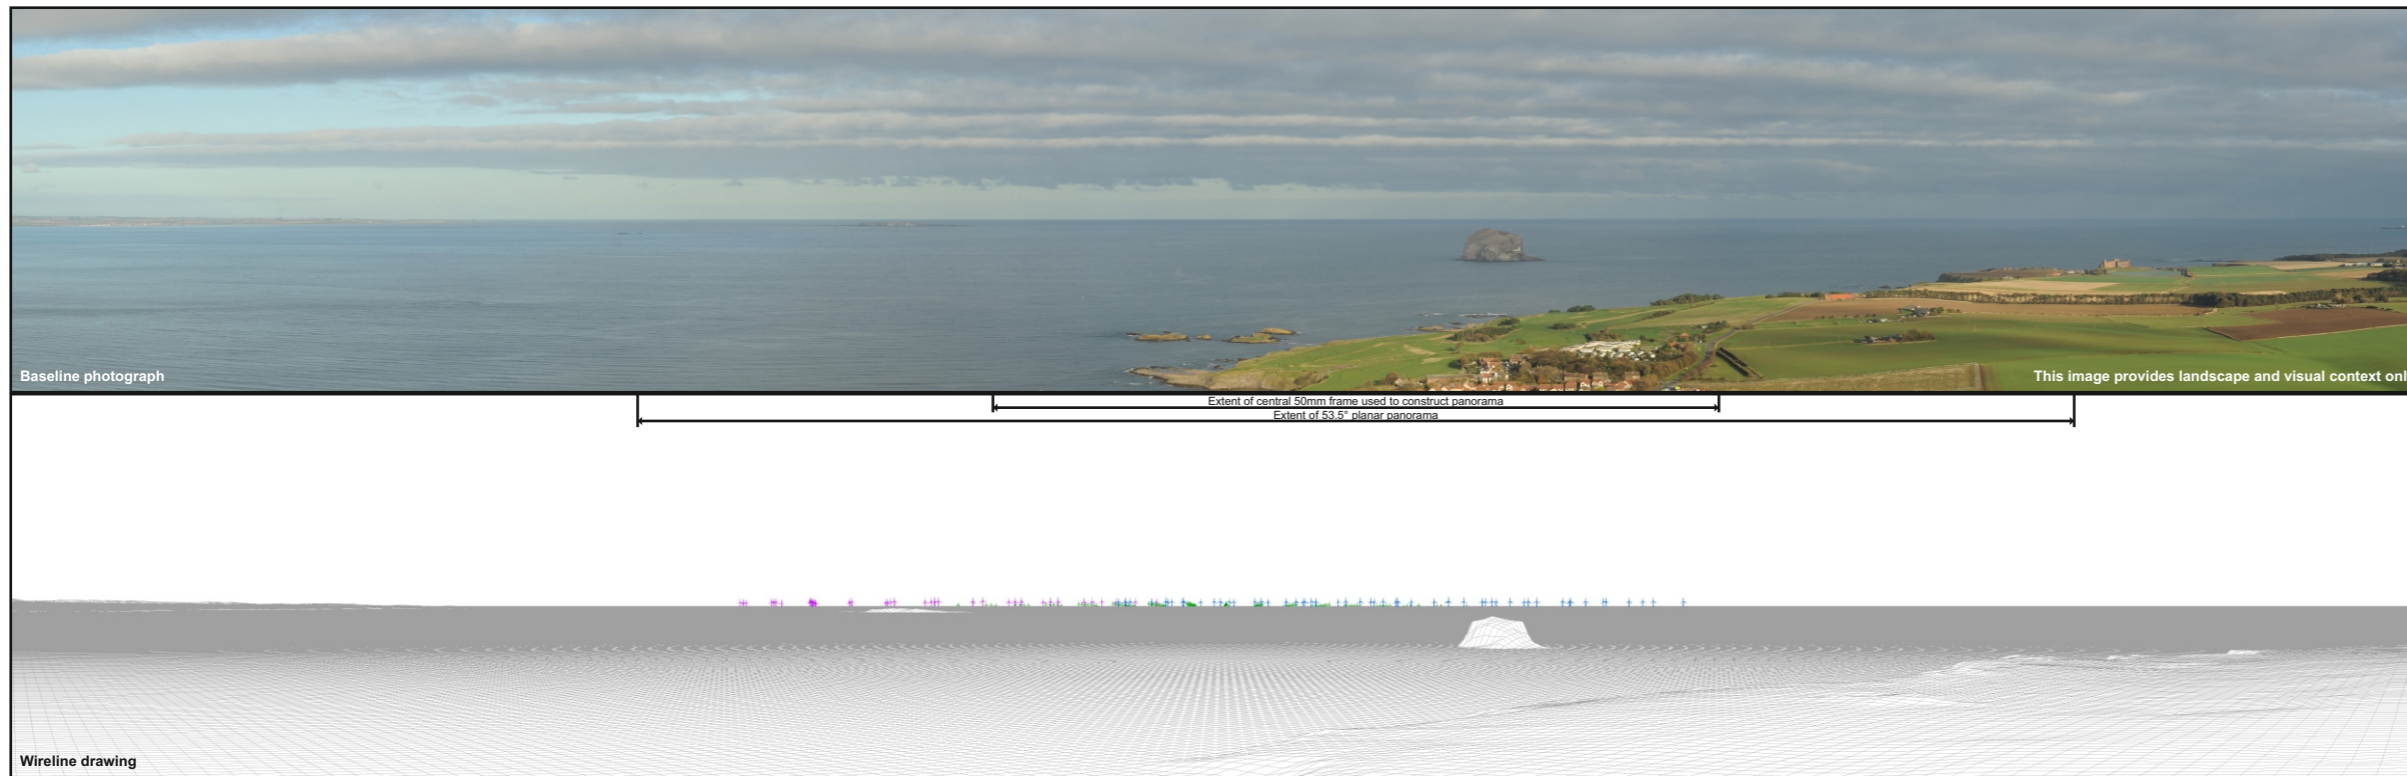 Baseline photograph
This image provides landscape and visual context onl
Extent of central 50mm frame used to construct panorama
Extent of 53.5° planar panorama
Wireline drawing